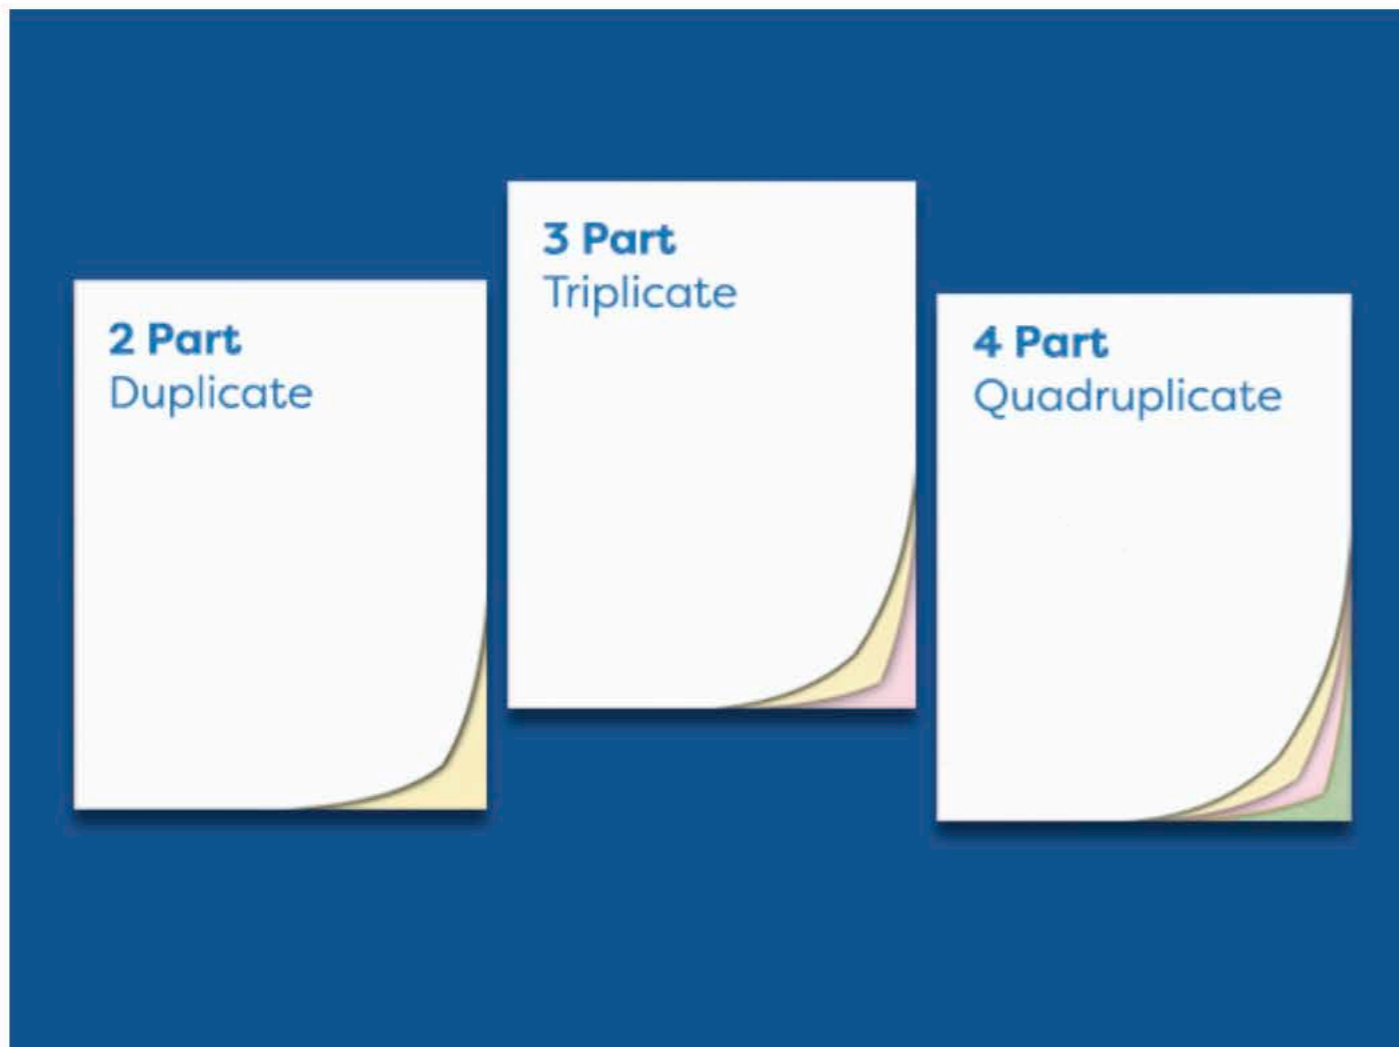 2 Part
Duplicate
3 Part
Triplicate
4 Part
Quadruplicate